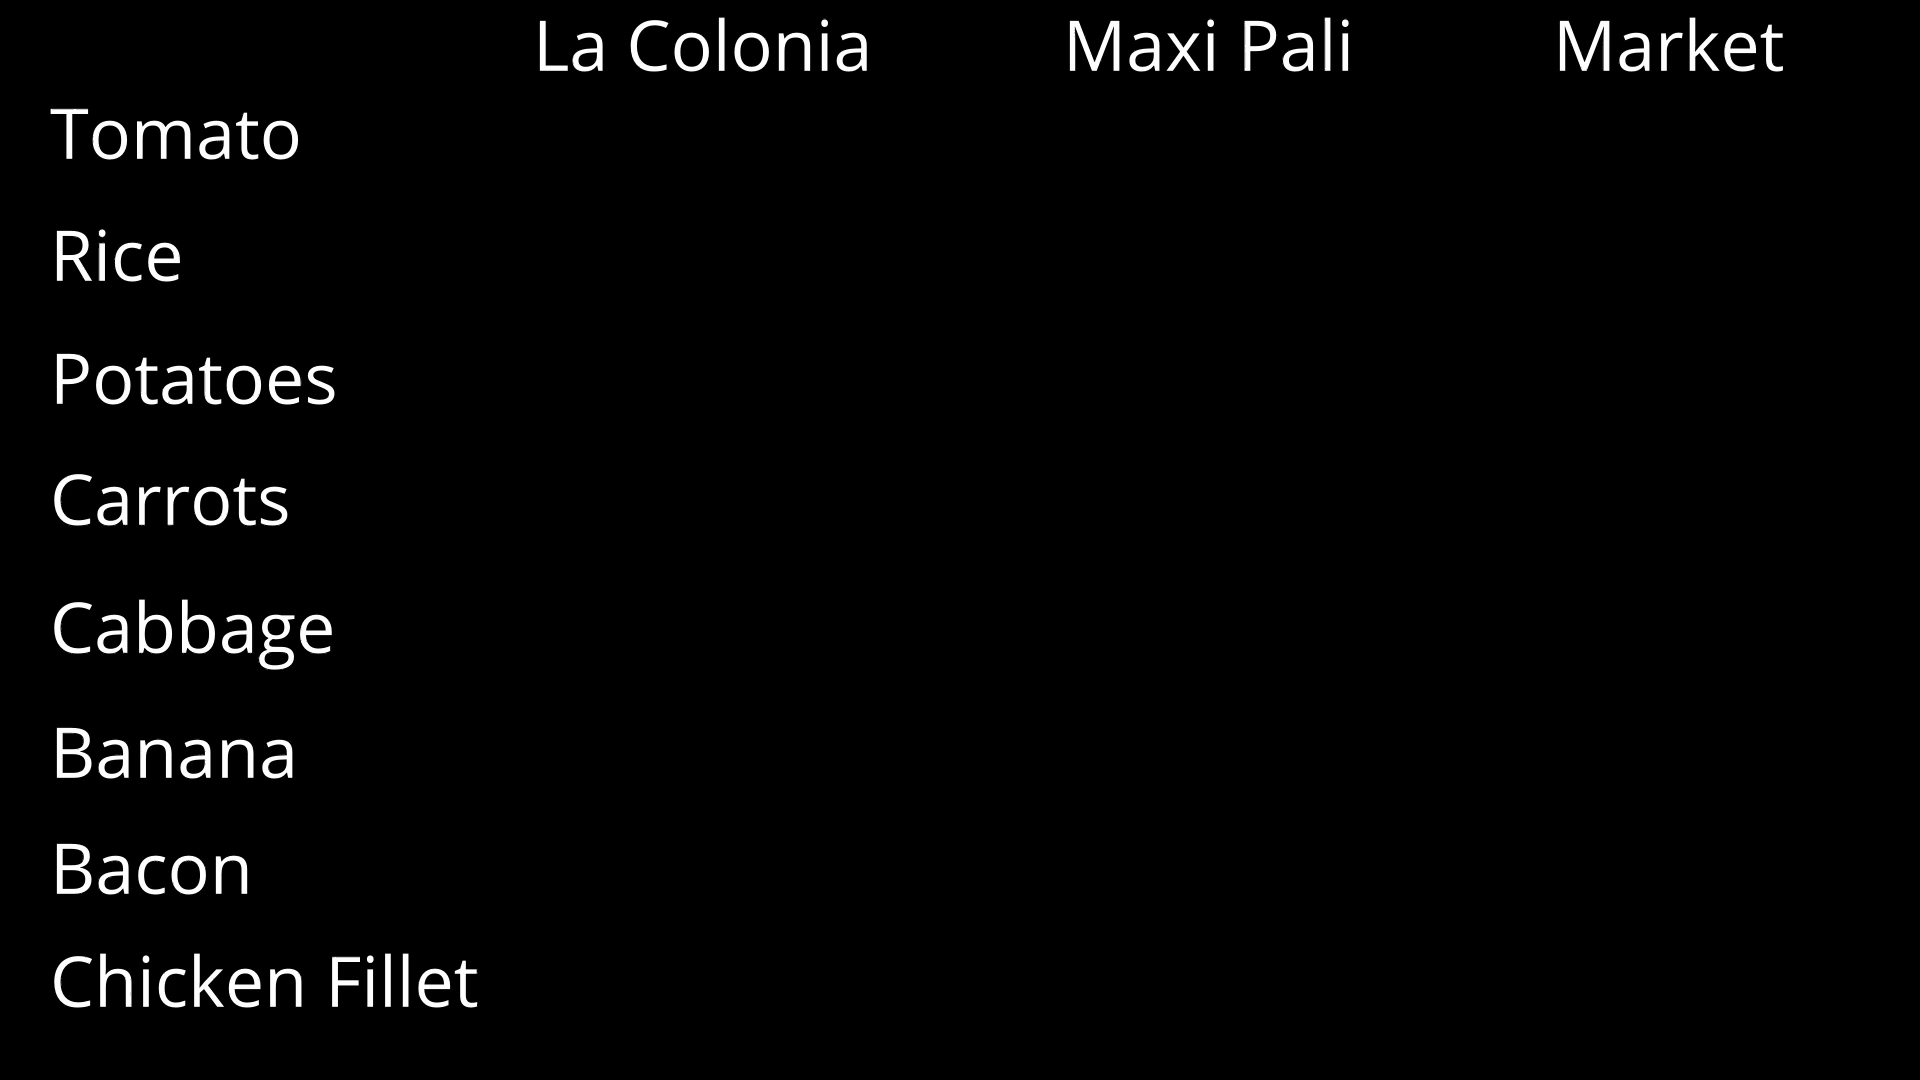 La Colonia Maxi Pali Market
Tomato
Rice
Potatoes
Carrots
Cabbage
Banana
Bacon
Chicken Fillet